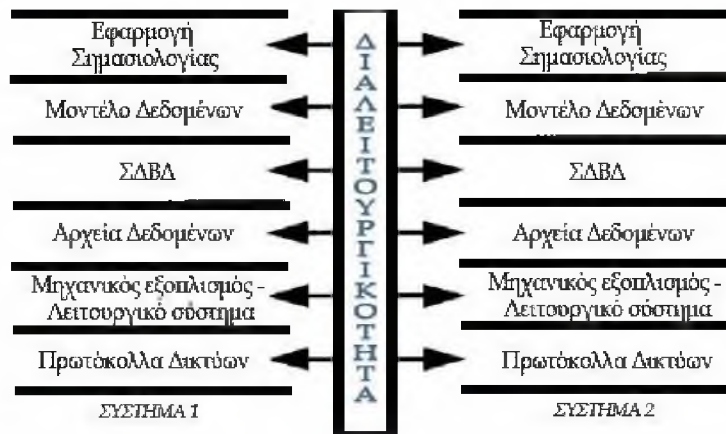 Εφαρμογή
Σημασιολογίας
Μοντέλο Δεδομένων
ΣΔΒΔ
Αρχεία Δεδομένων
Μηχανικός εξοπλισμός -
Λειτουργικό σύστημα
Πρωτόκολλα Δικτύων
ΣΥΣΤΗΜΑ 1
ΔΙΑΛΕΙΤΟΥΡΓΙΚΟΤΗΤΑ
Εφαρμογή
Σημασιολογίας
Μοντέλο Δεδομένων
ΣΔΒΔ
Αρχεία Δεδομένων
Μηχανικός εξοπλισμός -
Λειτουργικό σύστημα
Πρωτόκολλα Δικτύων
ΣΥΣΤΗΜΑ 2